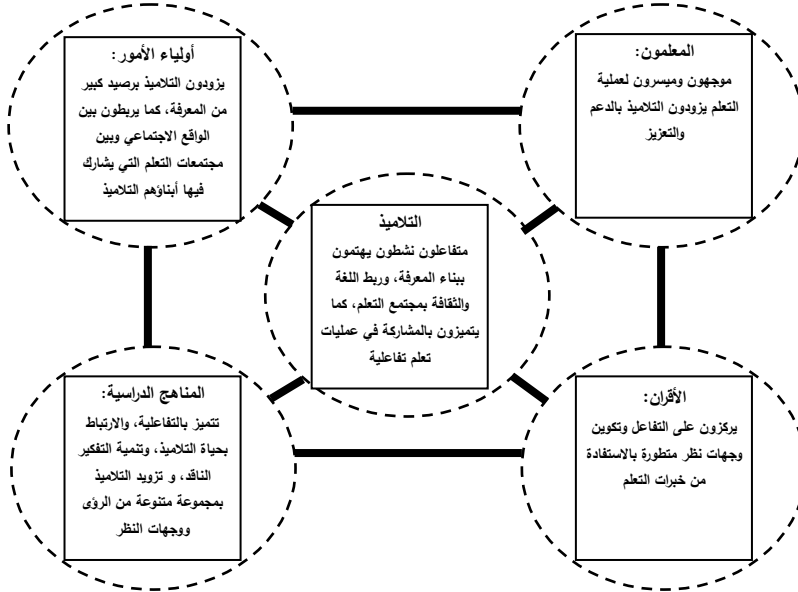 المعلمون:
موجهون وميسرون لعملية
التعلم يزودون التلاميذ بالدعم
والتعزيز
أولياء الأمور:
يزودون التلاميذ برصيد كبير
من المعرفة، كما يربطون بين
الواقع الاجتماعي وبين
مجتمعات التعلم التي يشارك
فيها أبناؤهم التلاميذ
التلاميذ
متفاعلون نشطون يهتمون
ببناء المعرفة، وربط اللغة
والثقافة بمجتمع التعلم، كما
يتميزون بالمشاركة في عمليات
تعلم تفاعلية
الأقران:
يركزون على التفاعل وتكوين
وجهات نظر متطورة بالاستفادة
من خبرات التعلم
المناهج الدراسية:
تتميز بالتفاعلية، والارتباط
بحياة التلاميذ، وتنمية التفكير
الناقد، و تزويد التلاميذ
بمجموعة متنوعة من الرؤى
ووجهات النظر